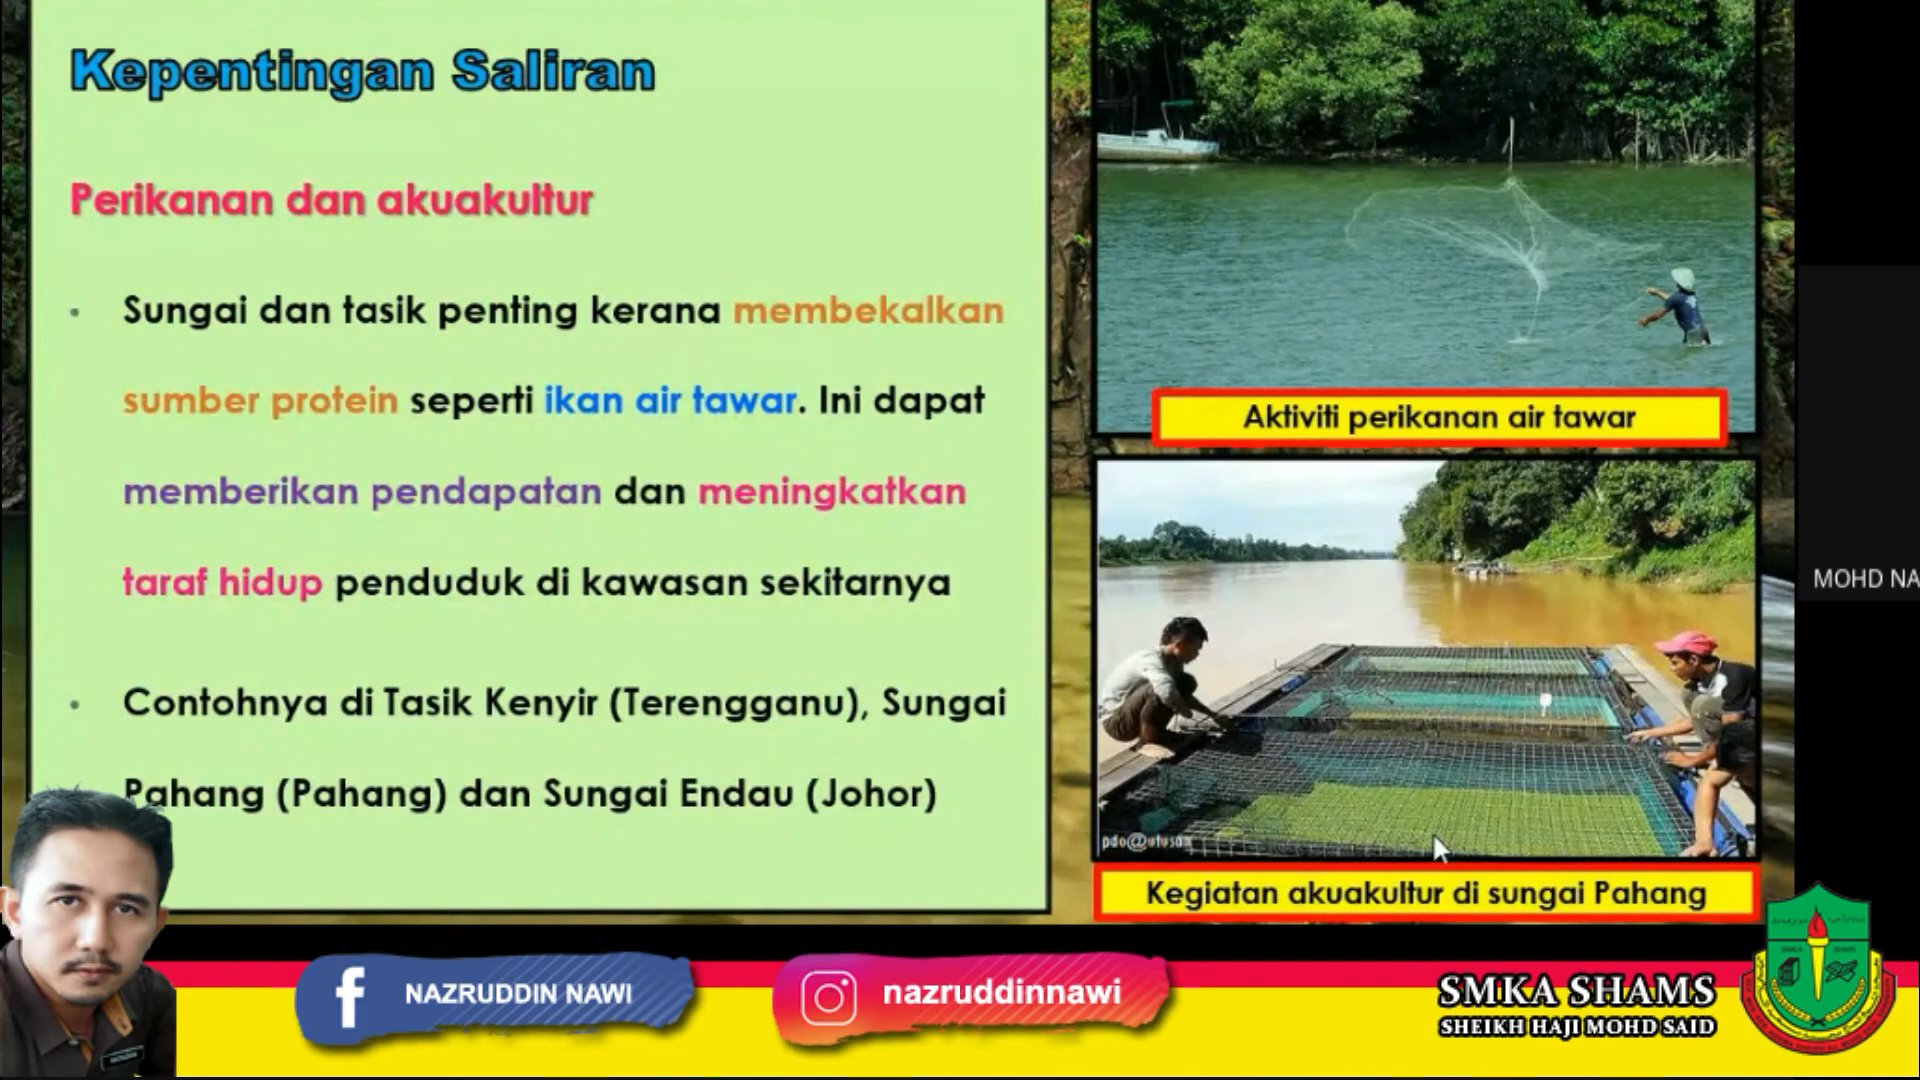 Kepentingan Saliran
Perikanan dan akuakultur
• Sungai dan tasik penting kerana membekalkan
sumber protein seperti ikan air tawar. Ini dapat
memberikan pendapatan dan meningkatkan
taraf hidup penduduk di kawasan sekitarnya
• Contohnya di Tasik Kenyir (Terengganu), Sungai
Pahang (Pahang) dan Sungai Endau (Johor)
Aktiviti perikanan air tawar
pdo@utusan
Kegiatan akuakultur di sungai Pahang
MOHD NA
NAZRUDDIN NAWI
nazruddinnawi
SMKA SHAMS
SHEIKH HAJI MOHD SAID